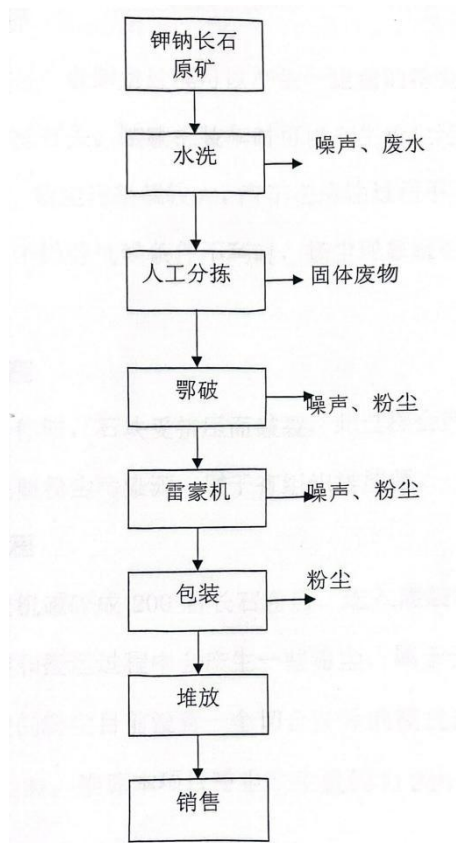 钾钠长石
原矿
水洗
噪声、废水
人工分拣
固体废物
鄂破
噪声、粉尘
雷蒙机
噪声、粉尘
包装
粉尘
堆放
销售